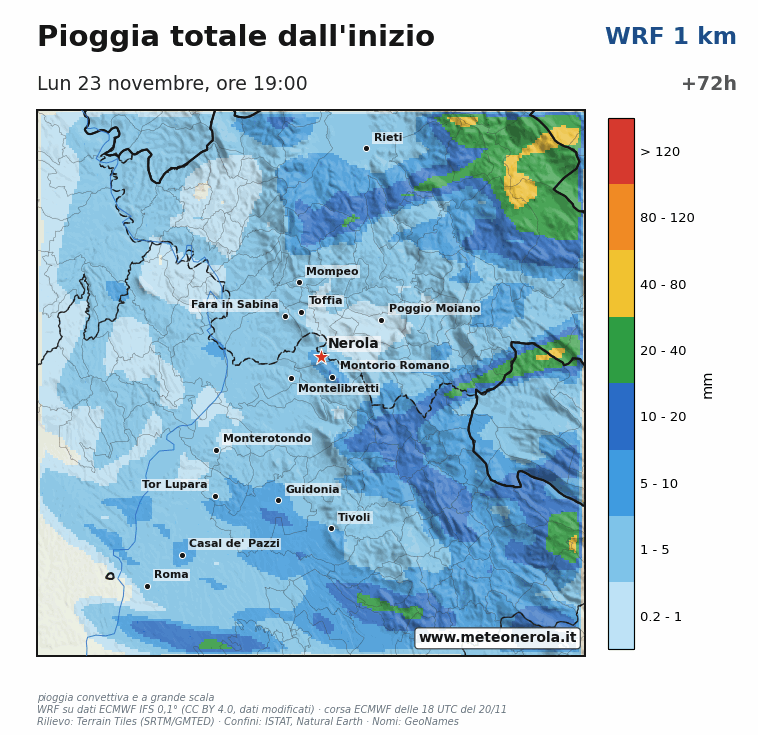 Pioggia totale dall'inizio
WRF 1 km
Lun 23 novembre, ore 19:00
+72h
Rieti
Mompeo
Fara in Sabina
Toffia
Poggio Moiano
Nerola
Montorio Romano
Montelibretti
Monterotondo
Tor Lupara
Guidonia
Tivoli
Casal de' Pazzi
Roma
www.meteonerola.it
> 120
80 - 120
40 - 80
20 - 40
10 - 20
5 - 10
1 - 5
0.2 - 1
mm
pioggia convettiva e a grande scala
WRF su dati ECMWF IFS 0,1° (CC BY 4.0, dati modificati) · corsa ECMWF delle 18 UTC del 20/11
Rilievo: Terrain Tiles (SRTM/GMTED) · Confini: ISTAT, Natural Earth · Nomi: GeoNames